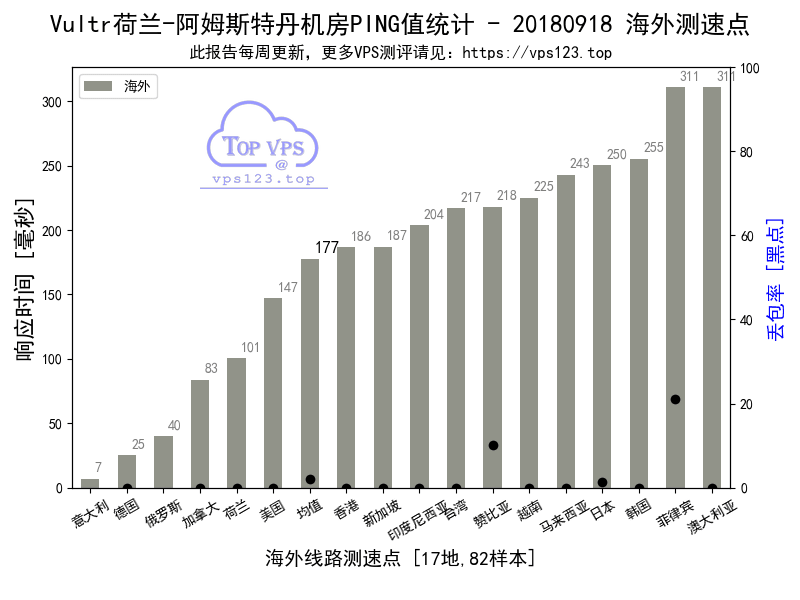 Vultr荷兰-阿姆斯特丹机房PING值统计 - 20180918 海外测速点
此报告每周更新，更多VPS测评请见：https://vps123.top
海外
TOP VPS
@
vps123.top
响应时间 [毫秒]
300
250
200
150
100
50
0
7
25
40
83
101
147
177
186
187
204
217
218
225
243
250
255
311
311
100
80
60
40
20
0
丢包率 [黑点]
意大利
德国
俄罗斯
加拿大
荷兰
美国
均值
香港
新加坡
印度尼西亚
台湾
赞比亚
越南
马来西亚
日本
韩国
菲律宾
澳大利亚
海外线路测速点 [17地,82样本]